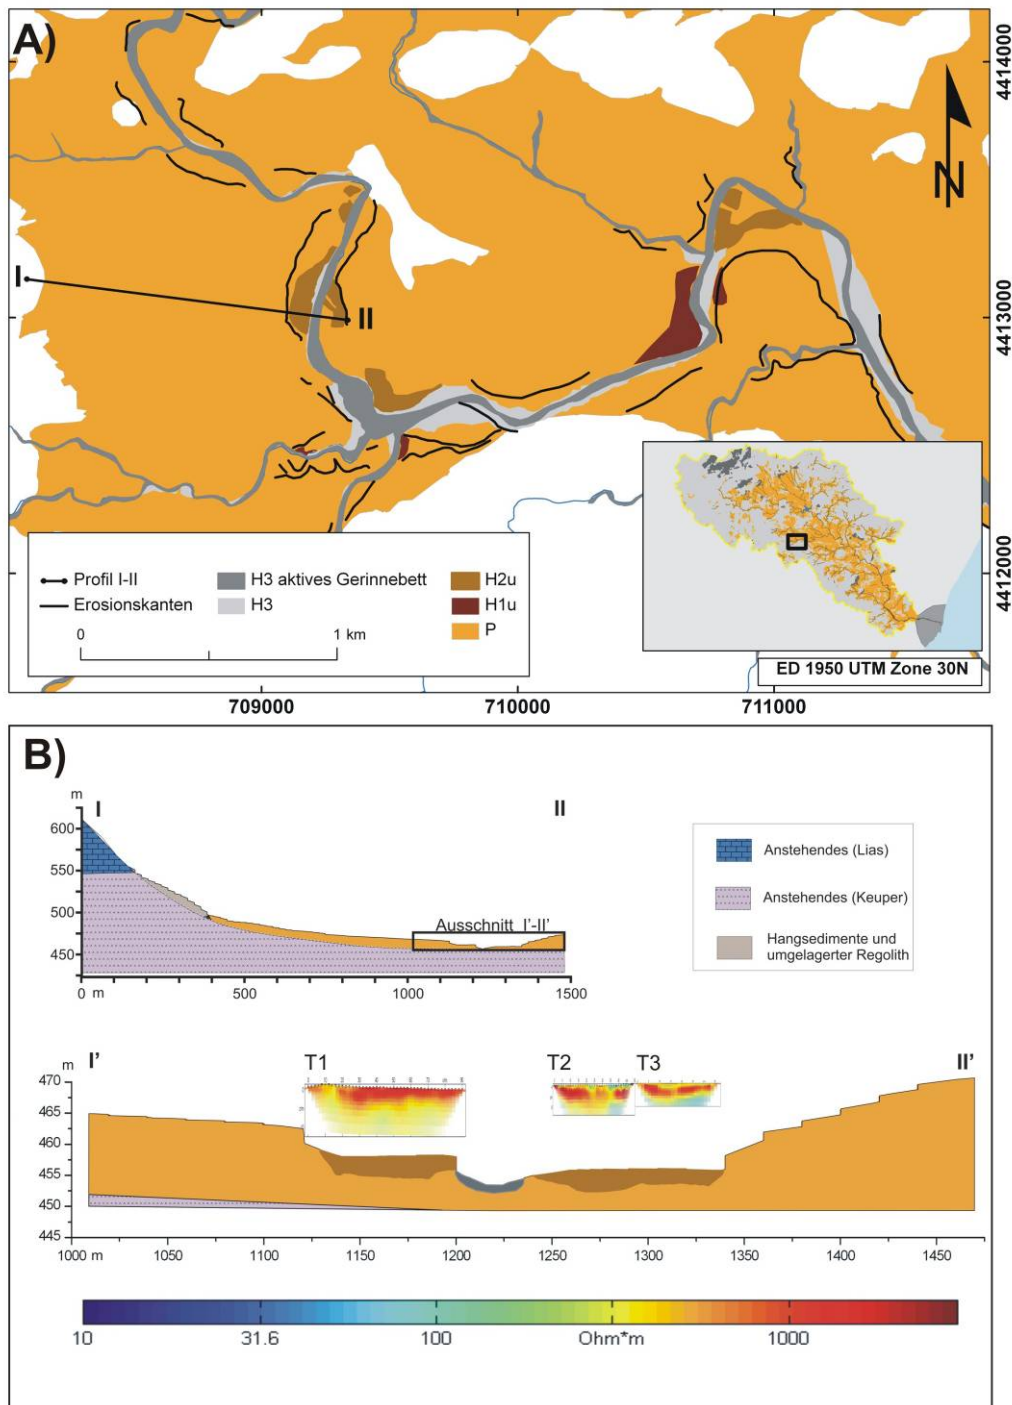 A)
4414000
N
I
II
4413000
Profil I-II
H3 aktives Gerinnebett
H2u
Erosionskanten
H3
H1u
P
0
1 km
4412000
ED 1950 UTM Zone 30N
709000
710000
711000
B)
m
I
II
600
550
500
450
Ausschnitt I'-II'
0 m
500
1000
1500
Anstehendes (Lias)
Anstehendes (Keuper)
Hangsedimente und
umgelagerter Regolith
m
I'
T1
T2
T3
II'
470
465
460
455
450
445
1000 m
1050
1100
1150
1200
1250
1300
1350
1400
1450
10
31.6
100
Ohm*m
1000